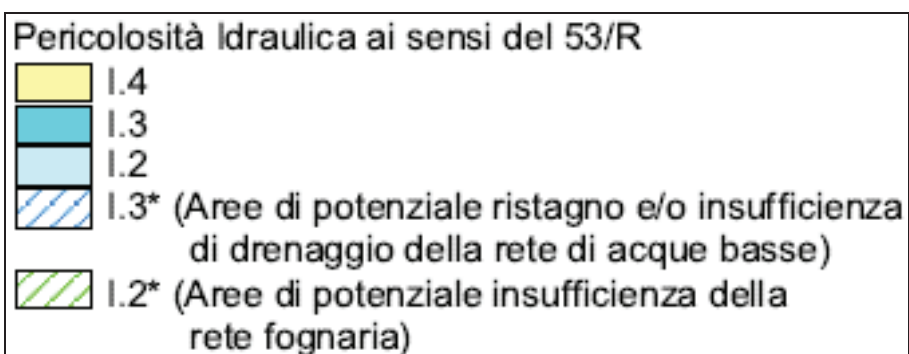 Pericolosità Idraulica ai sensi del 53/R
I.4
I.3
I.2
I.3* (Aree di potenziale ristagno e/o insufficienza
di drenaggio della rete di acque basse)
I.2* (Aree di potenziale insufficienza della
rete fognaria)